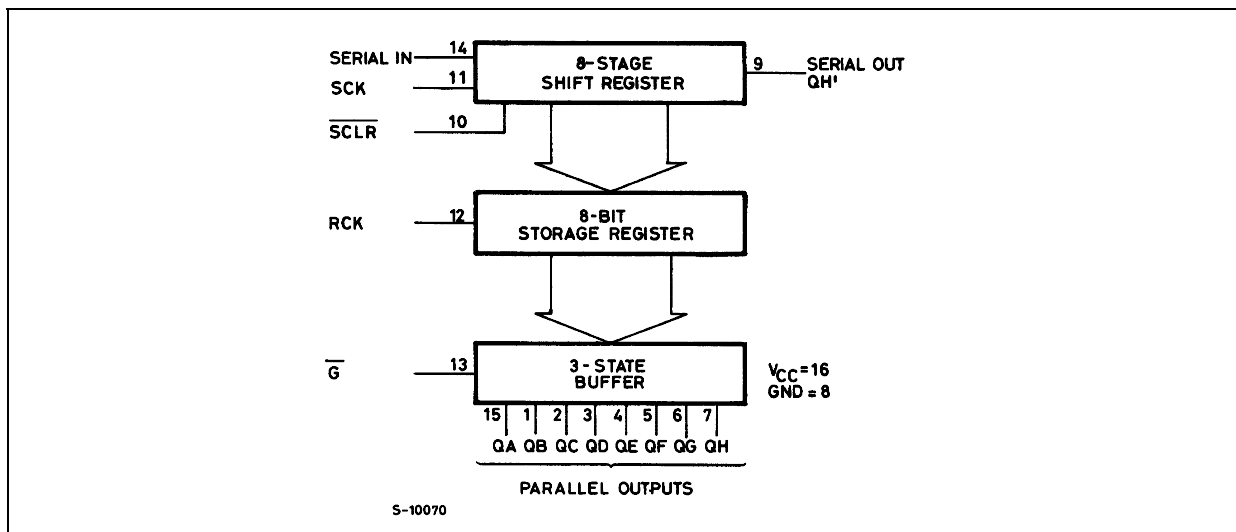 SERIAL IN 14
SCK 11
SCLR 10
8-STAGE
SHIFT REGISTER
9 SERIAL OUT
QH'
RCK 12
8-BIT
STORAGE REGISTER
G 13
3-STATE
BUFFER
VCC=16
GND=8
15 1 2 3 4 5 6 7
QA QB QC QD QE QF QG QH
PARALLEL OUTPUTS
S-10070